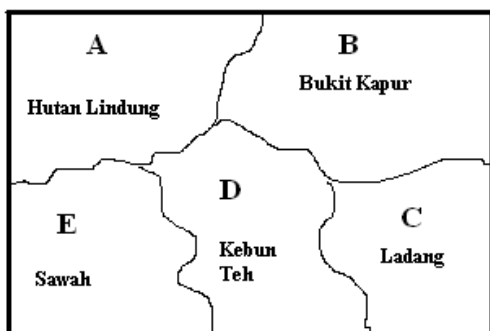 A
Hutan Lindung
B
Bukit Kapur
E
Sawah
D
Kebun
Teh
C
Ladang